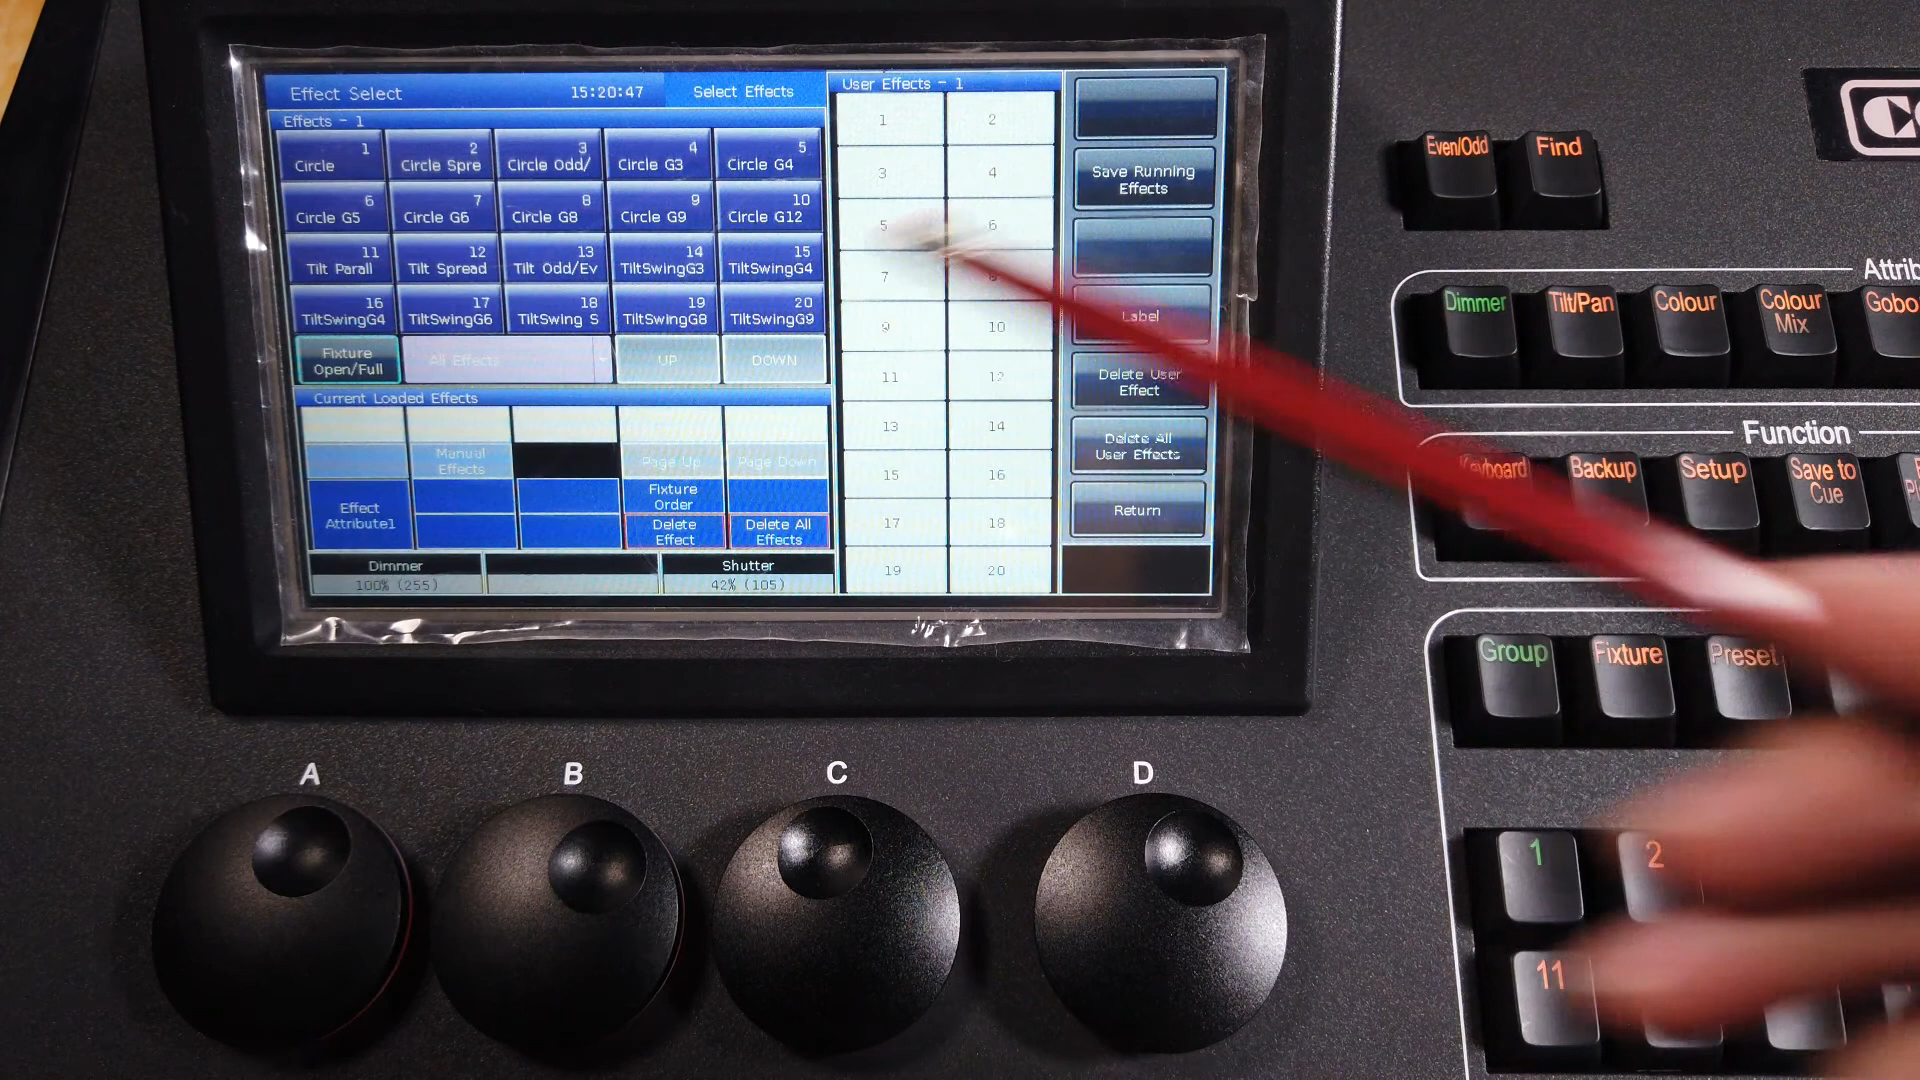 Effect Select 15:20:47 Select Effects
Effects - 1
1 Circle
2 Circle Spre
3 Circle Odd/
4 Circle G3
5 Circle G4
6 Circle G5
7 Circle G6
8 Circle G8
9 Circle G9
10 Circle G12
11 Tilt Parall
12 Tilt Spread
13 Tilt Odd/Ev
14 TiltSwingG3
15 TiltSwingG4
16 TiltSwingG4
17 TiltSwingG6
18 TiltSwing S
19 TiltSwingG8
20 TiltSwingG9
Fixture
Open/Full
All Effects
UP
DOWN
Current Loaded Effects
Manual
Effects
Page Up
Page Down
Effect
Attribute1
Fixture
Order
Delete
Effect
Delete All
Effects
Dimmer
100% (255)
Shutter
42% (105)
User Effects - 1
1 2
3 4
5 6
7 8
9 10
11 12
13 14
15 16
17 18
19 20
Save Running
Effects
Label
Delete User
Effect
Delete All
User Effects
Return
A B C D
Even/Odd
Find
Dimmer
Tilt/Pan
Colour
Colour
Mix
Gobo
Function
Keyboard
Backup
Setup
Save to
Cue
Group
Fixture
Preset
1
2
11